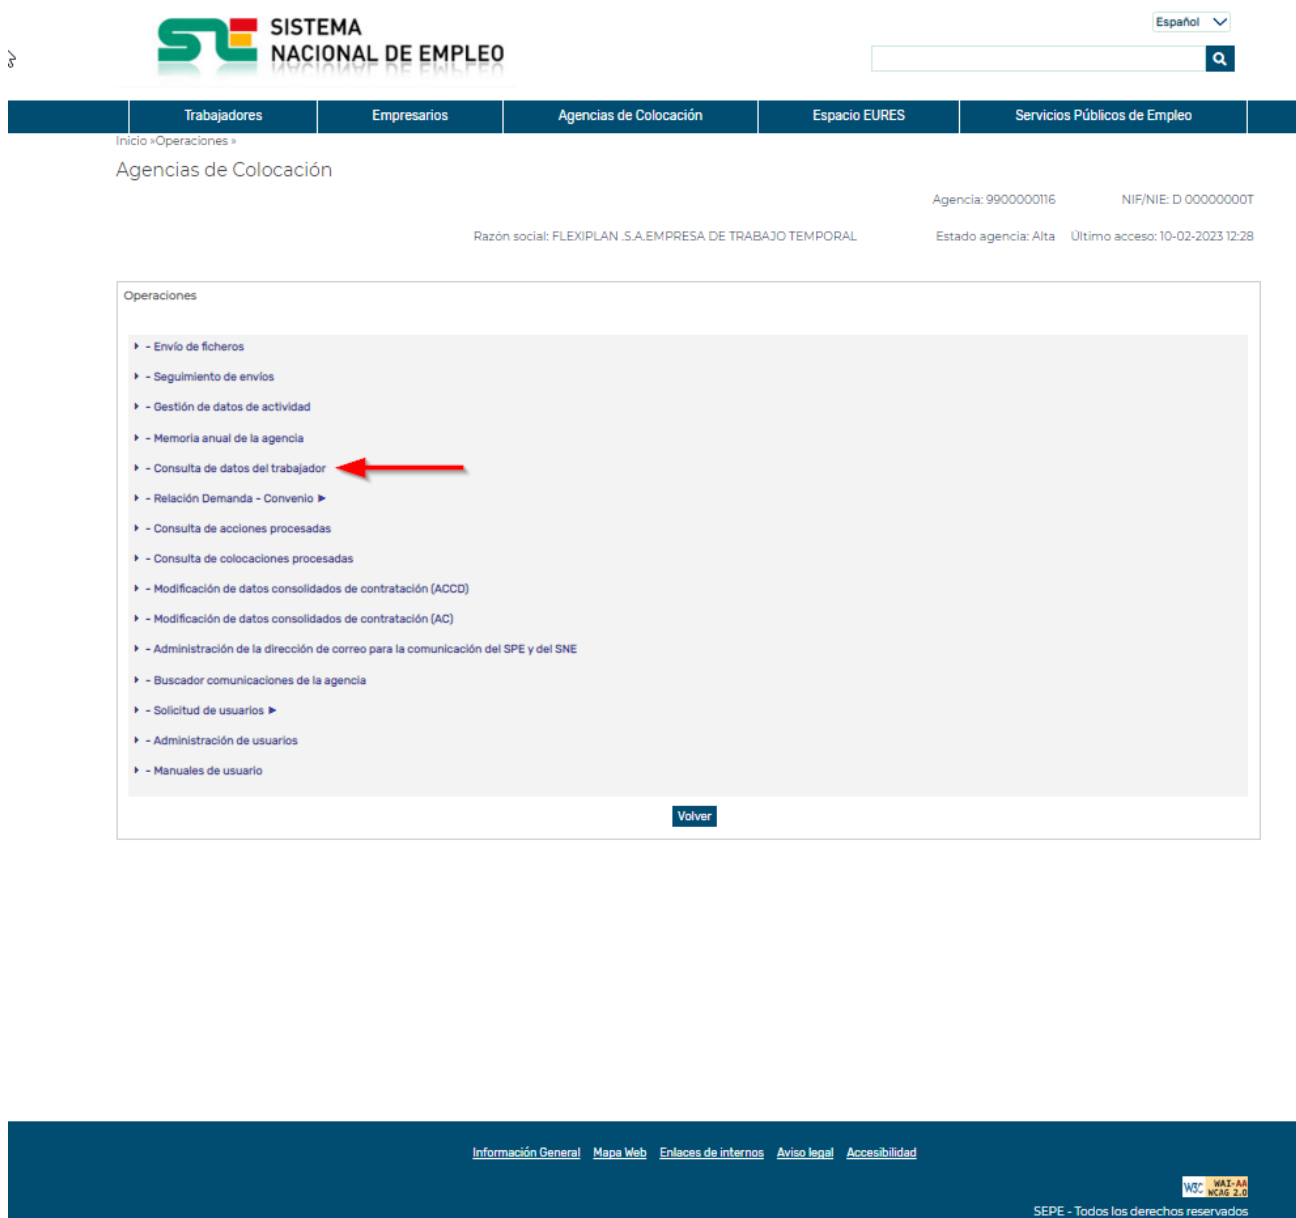 SISTEMA
NACIONAL DE EMPLEO
Español
Trabajadores Empresarios Agencias de Colocación Espacio EURES Servicios Públicos de Empleo
Inicio »Operaciones »
Agencias de Colocación
Agencia: 9900000116 NIF/NIE: D 00000000T
Razón social: FLEXIPLAN .S.A.EMPRESA DE TRABAJO TEMPORAL Estado agencia: Alta Último acceso: 10-02-2023 12:28
Operaciones
- Envío de ficheros
- Seguimiento de envíos
- Gestión de datos de actividad
- Memoria anual de la agencia
- Consulta de datos del trabajador
- Relación Demanda - Convenio ►
- Consulta de acciones procesadas
- Consulta de colocaciones procesadas
- Modificación de datos consolidados de contratación (ACCD)
- Modificación de datos consolidados de contratación (AC)
- Administración de la dirección de correo para la comunicación del SPE y del SNE
- Buscador comunicaciones de la agencia
- Solicitud de usuarios ►
- Administración de usuarios
- Manuales de usuario
Volver
Información General Mapa Web Enlaces de internos Aviso legal Accesibilidad
W3C WAI-AA WCAG 2.0
SEPE - Todos los derechos reservados